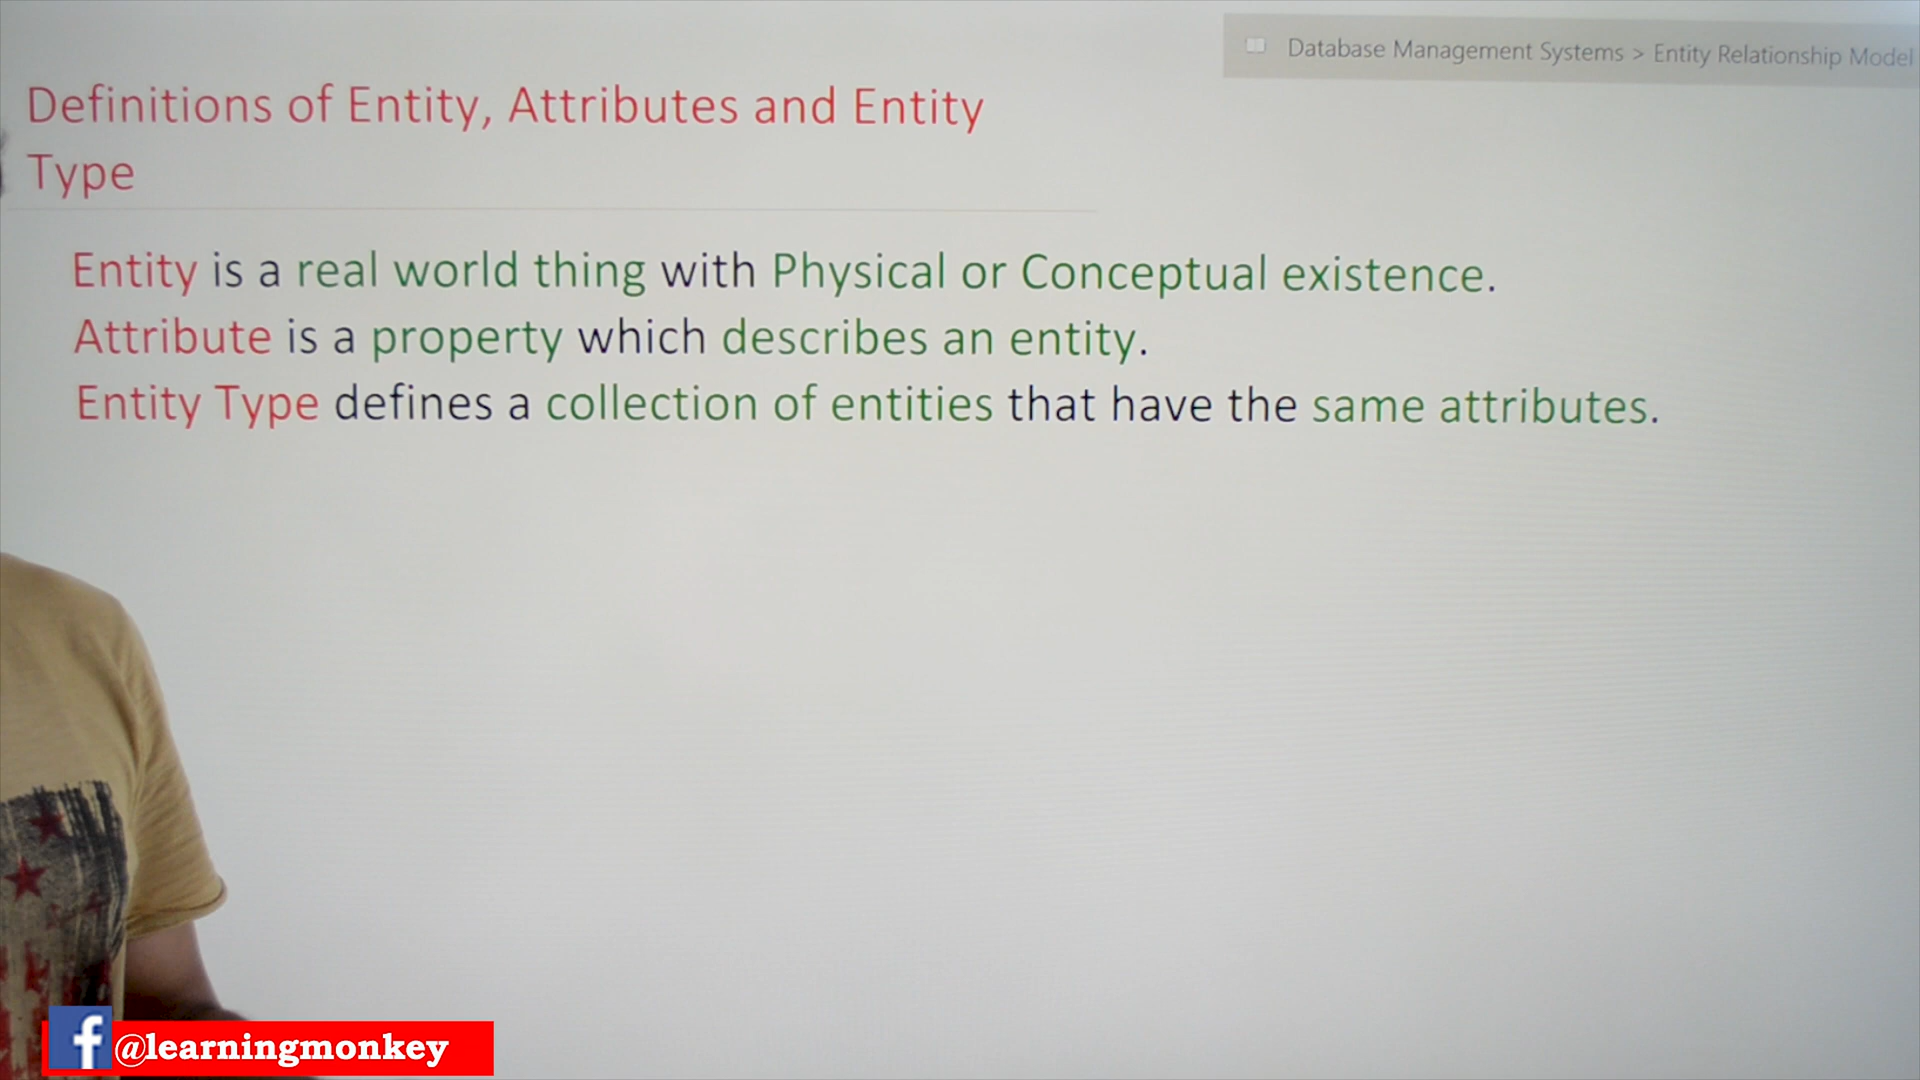 Database Management Systems > Entity Relationship Model
Definitions of Entity, Attributes and Entity
Type
Entity is a real world thing with Physical or Conceptual existence.
Attribute is a property which describes an entity.
Entity Type defines a collection of entities that have the same attributes.
f @learningmonkey